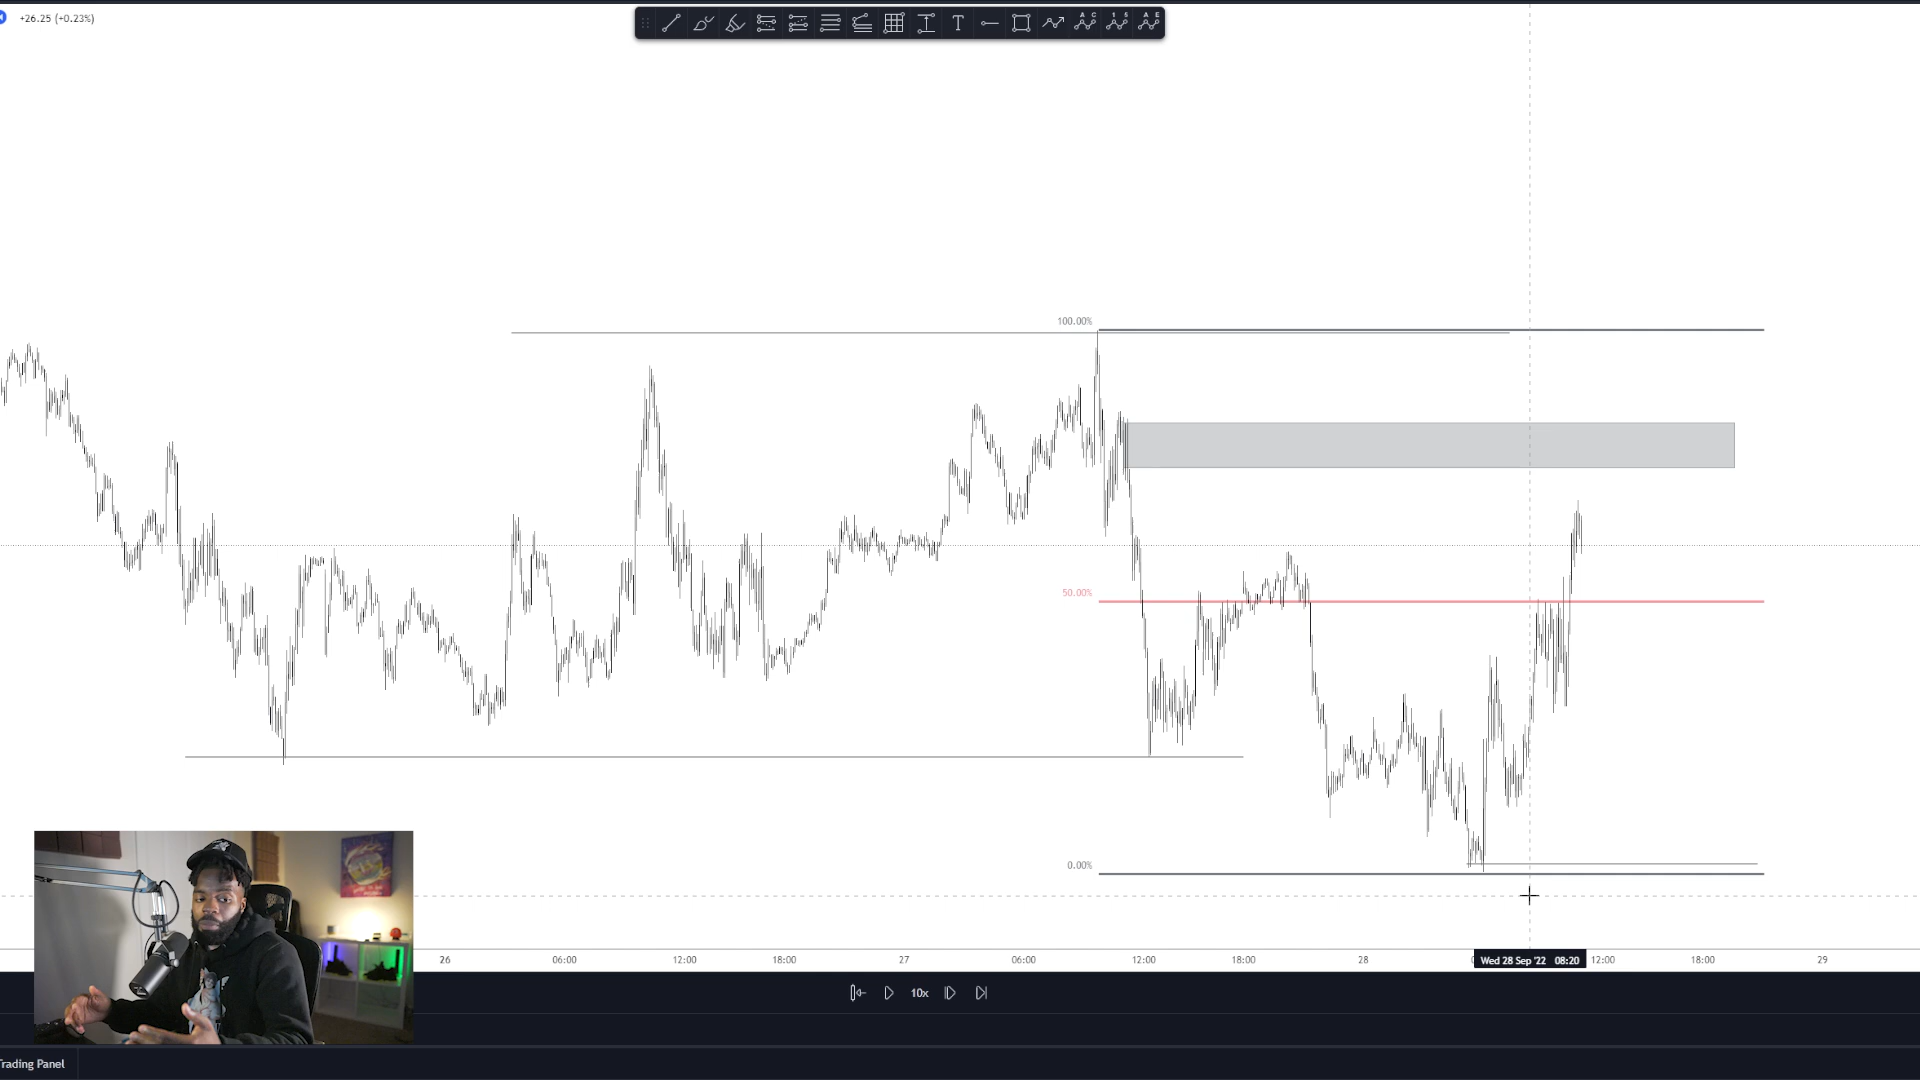 +26.25 (+0.23%)
T
100.00%
50.00%
0.00%
26 06:00 12:00 18:00 27 06:00 12:00 18:00 28 Wed 28 Sep '22 08:20 12:00 18:00 29
10x
Trading Panel